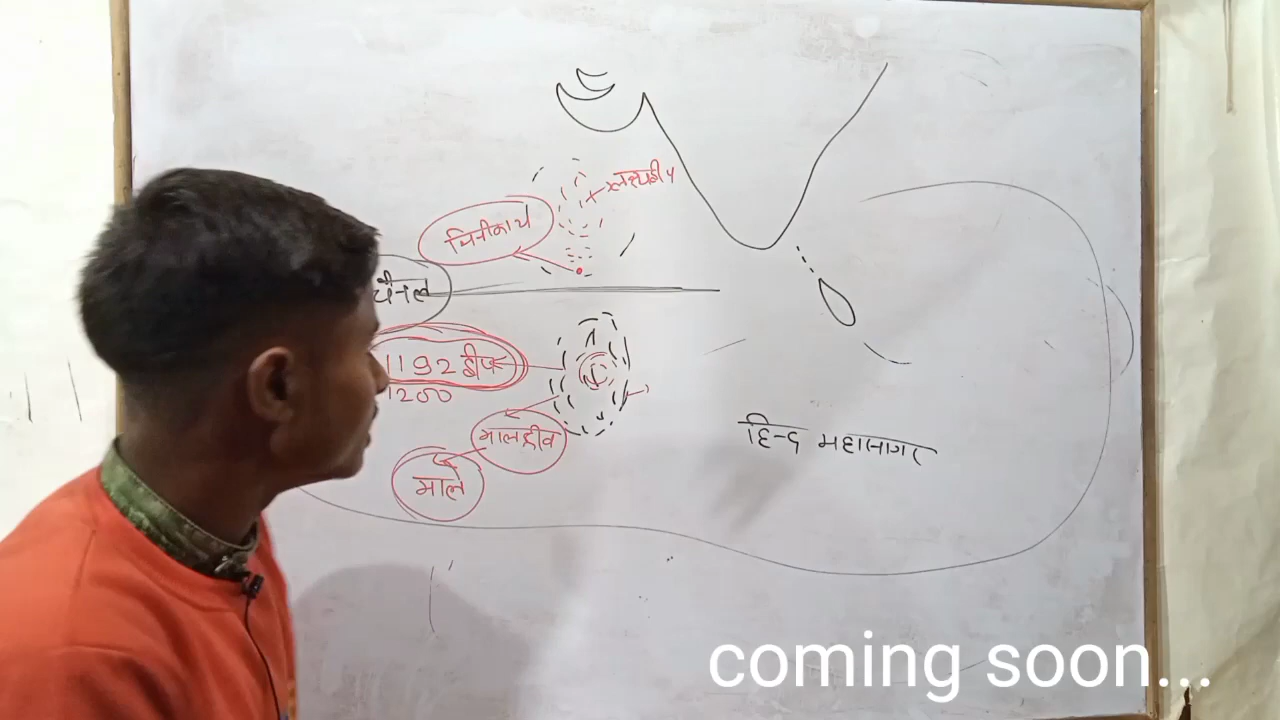 लक्षद्वीप
मिनीकाय
चैनल
1192 द्वीप
1200
मालद्वीव
माले
हिन्द महासागर
coming soon...